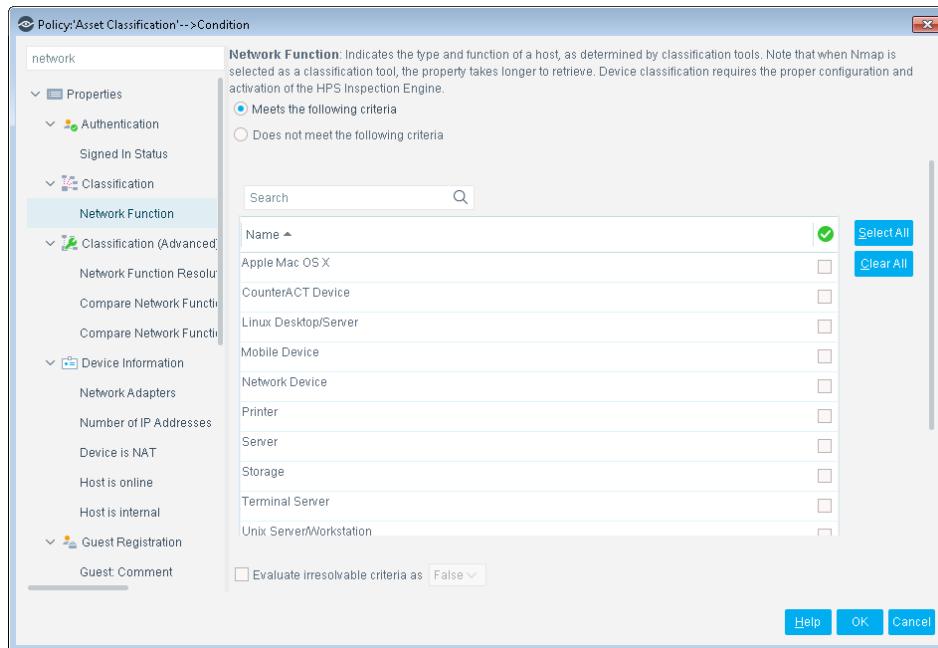 Policy:'Asset Classification'-->Condition
network
Properties
Authentication
Signed In Status
Classification
Network Function
Classification (Advanced)
Network Function Resolu
Compare Network Functi
Compare Network Functi
Device Information
Network Adapters
Number of IP Addresses
Device is NAT
Host is online
Host is internal
Guest Registration
Guest: Comment
Network Function: Indicates the type and function of a host, as determined by classification tools. Note that when Nmap is
selected as a classification tool, the property takes longer to retrieve. Device classification requires the proper configuration and
activation of the HPS Inspection Engine.
Meets the following criteria
Does not meet the following criteria
Search
Name
Apple Mac OS X
CounterACT Device
Linux Desktop/Server
Mobile Device
Network Device
Printer
Server
Storage
Terminal Server
Unix Server/Workstation
Select All
Clear All
Evaluate irresolvable criteria as False
Help OK Cancel